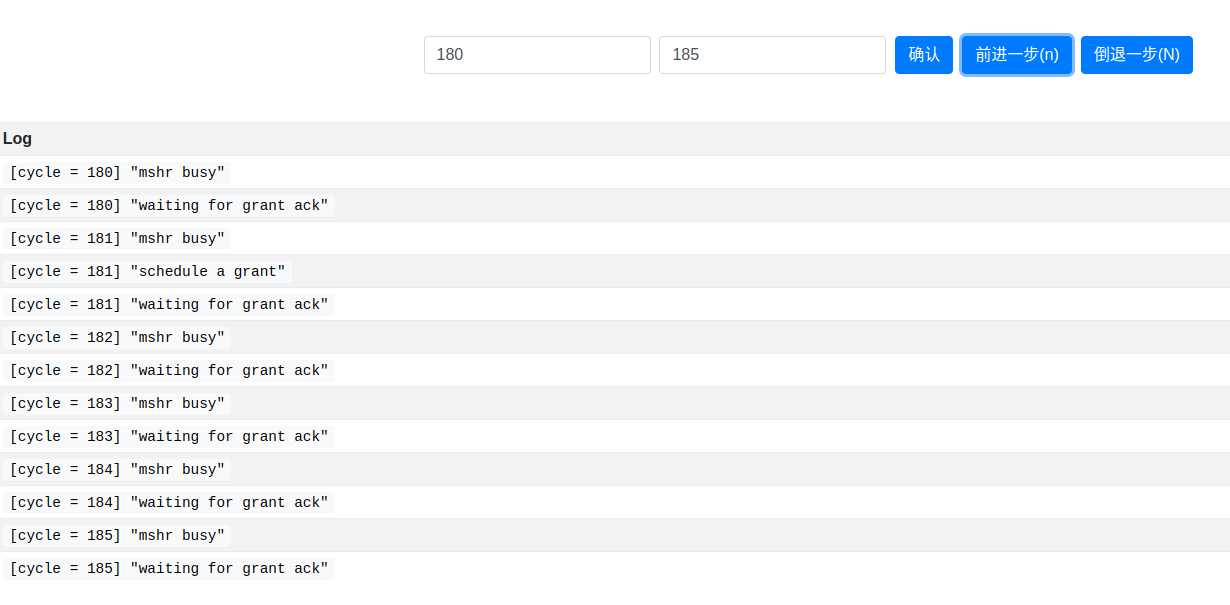 180 185 确认 前进一步(n) 倒退一步(N)
Log
[cycle = 180] "mshr busy"
[cycle = 180] "waiting for grant ack"
[cycle = 181] "mshr busy"
[cycle = 181] "schedule a grant"
[cycle = 181] "waiting for grant ack"
[cycle = 182] "mshr busy"
[cycle = 182] "waiting for grant ack"
[cycle = 183] "mshr busy"
[cycle = 183] "waiting for grant ack"
[cycle = 184] "mshr busy"
[cycle = 184] "waiting for grant ack"
[cycle = 185] "mshr busy"
[cycle = 185] "waiting for grant ack"